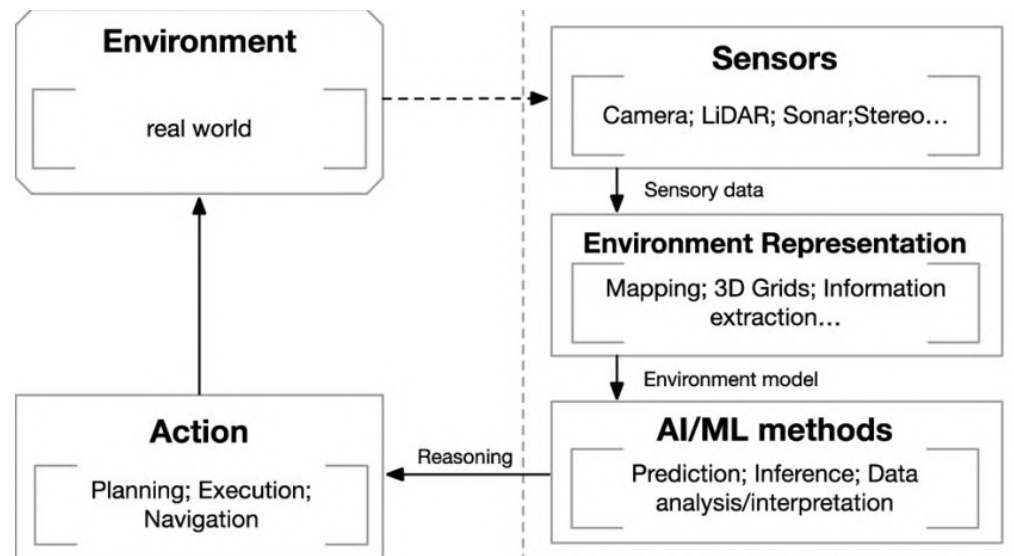 Environment
real world
Sensors
Camera; LiDAR; Sonar;Stereo...
Sensory data
Environment Representation
Mapping; 3D Grids; Information
extraction...
Environment model
AI/ML methods
Prediction; Inference; Data
analysis/interpretation
Reasoning
Action
Planning; Execution;
Navigation